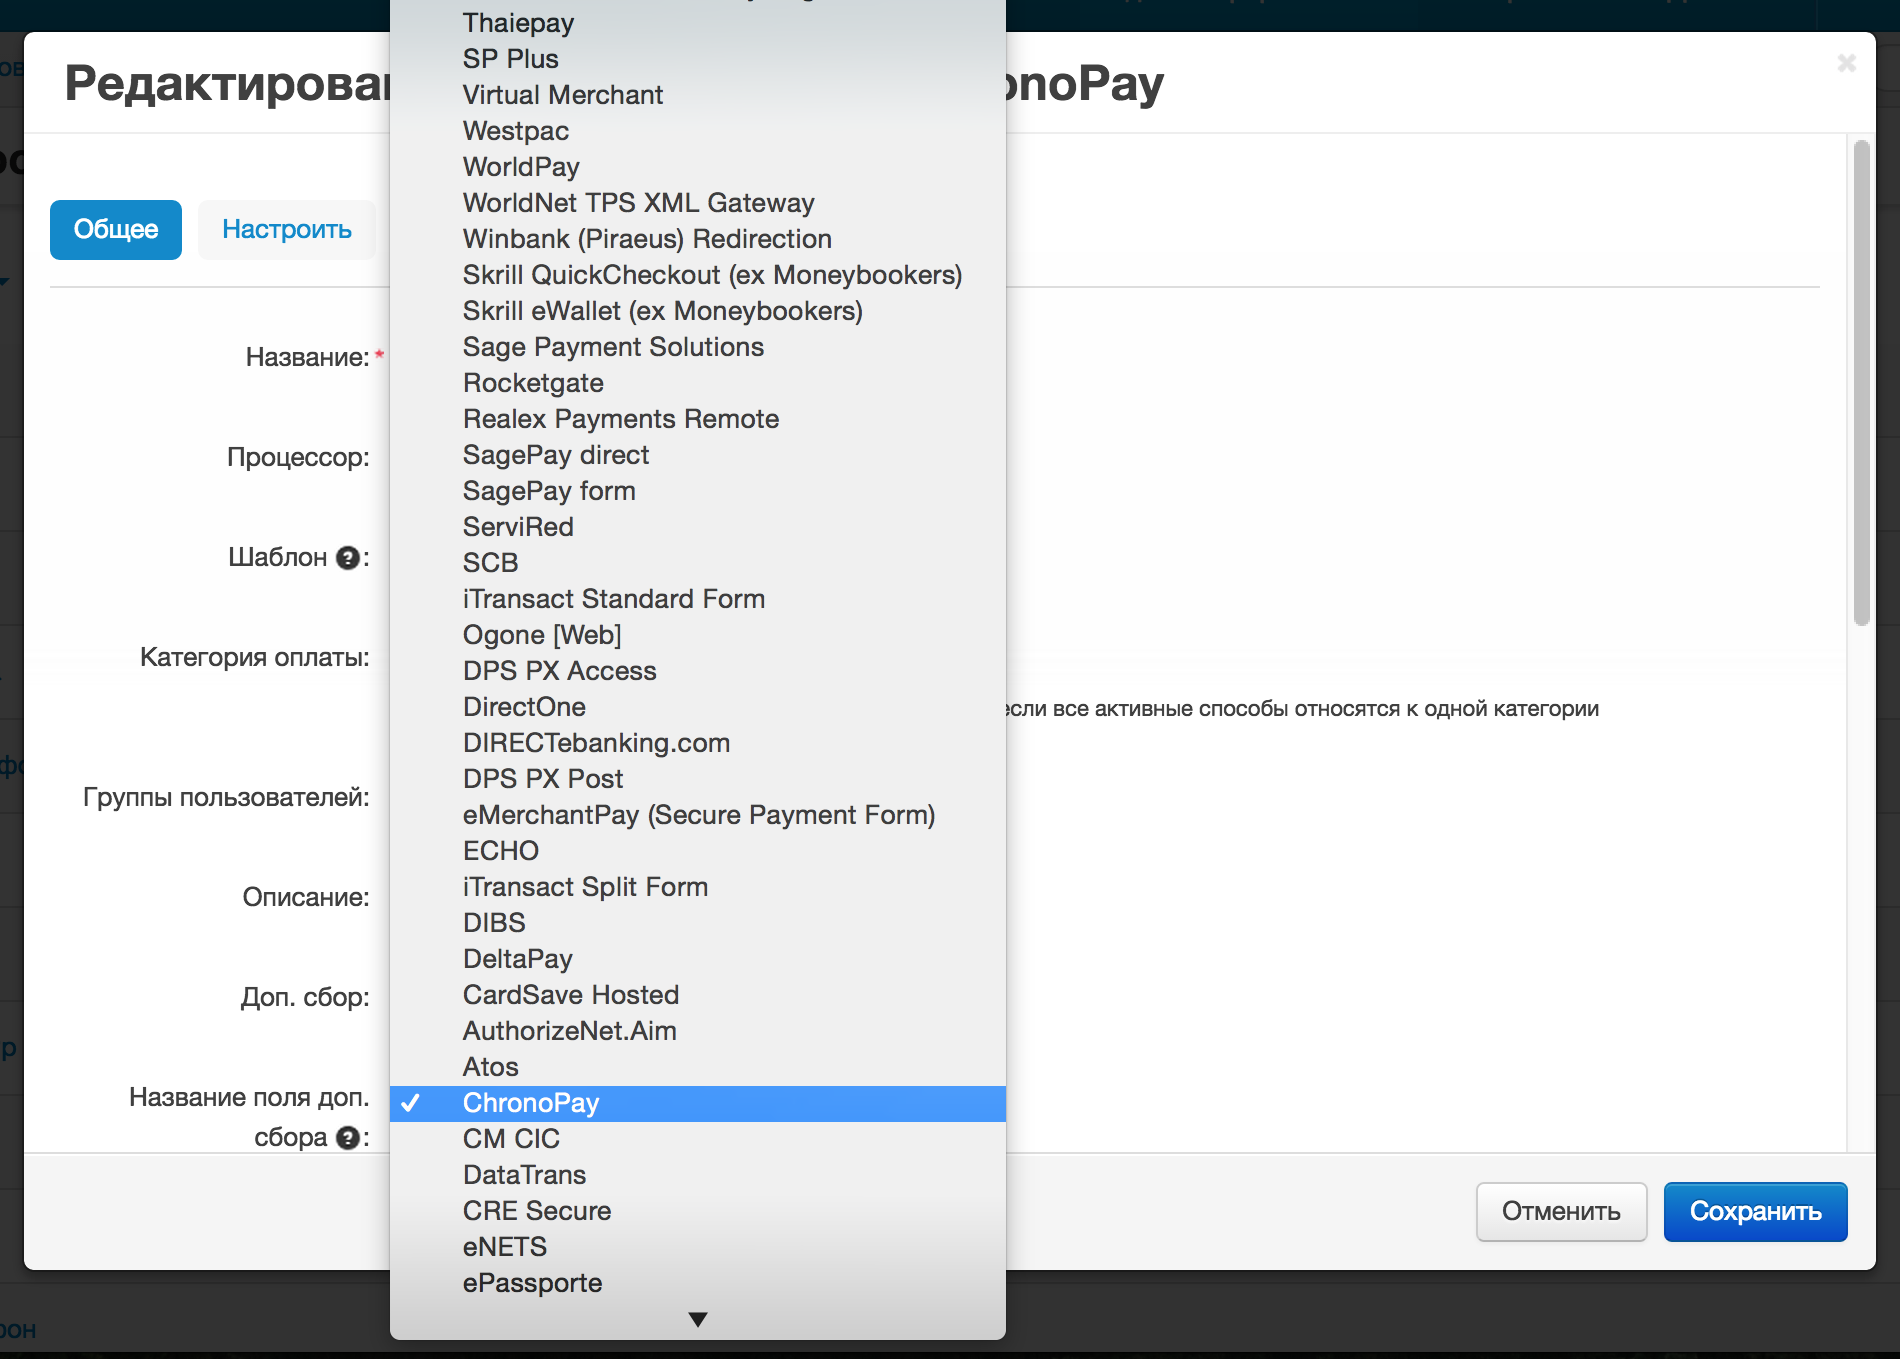 Thaiepay
SP Plus
Virtual Merchant
Westpac
WorldPay
WorldNet TPS XML Gateway
Winbank (Piraeus) Redirection
Skrill QuickCheckout (ex Moneybookers)
Skrill eWallet (ex Moneybookers)
Sage Payment Solutions
Rocketgate
Realex Payments Remote
SagePay direct
SagePay form
ServiRed
SCB
iTransact Standard Form
Ogone [Web]
DPS PX Access
DirectOne
DIRECTebanking.com
DPS PX Post
eMerchantPay (Secure Payment Form)
ECHO
iTransact Split Form
DIBS
DeltaPay
CardSave Hosted
AuthorizeNet.Aim
Atos
ChronoPay
CM CIC
DataTrans
CRE Secure
eNETS
ePassporte
Общее
Настроить
Название:*
Процессор:
Шаблон ?:
Категория оплаты:
все активные способы относятся к одной категории
Группы пользователей:
Описание:
Доп. сбор:
Название поля доп.
сбора ?:
Отменить
Сохранить